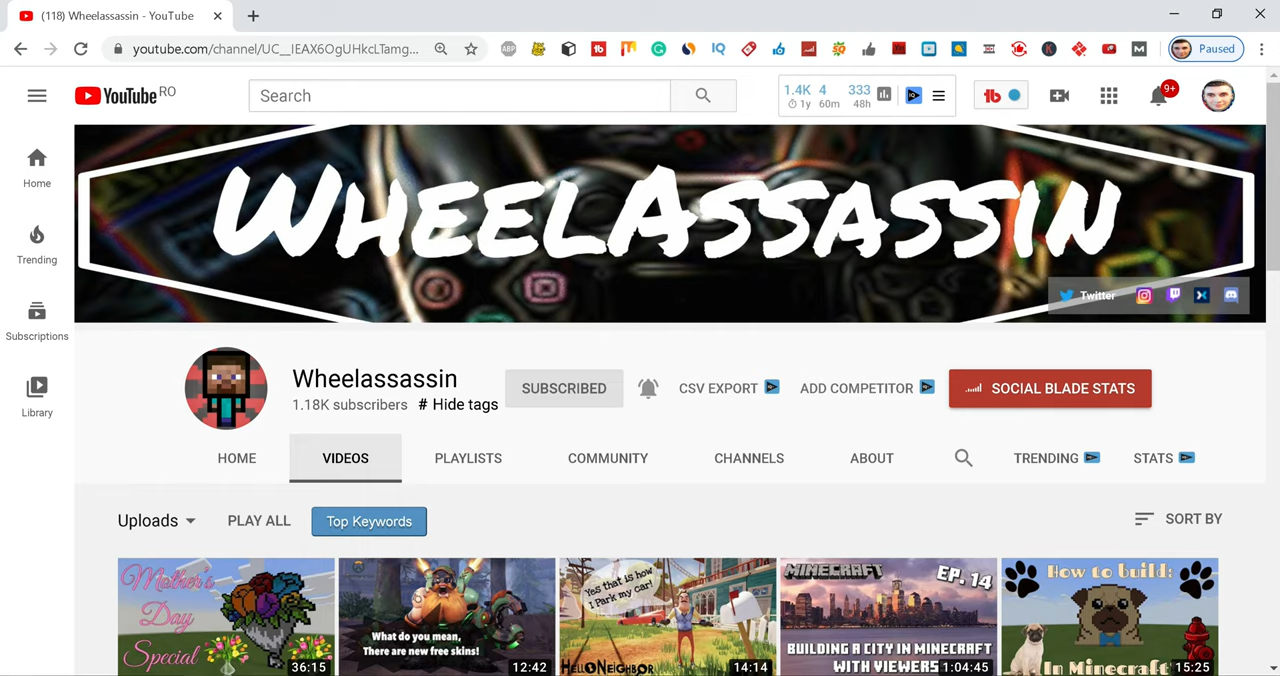 (118) Wheelassassin - YouTube
youtube.com/channel/UC__IEAX6OgUHkcLTamg...
ABP
IQ
Paused
YouTube RO
Search
1.4K 4 333
1y 60m 48h
9+
Home
Trending
Subscriptions
Library
WHEELASSASSIN
Twitter
Wheelassassin
1.18K subscribers # Hide tags
SUBSCRIBED
CSV EXPORT
ADD COMPETITOR
SOCIAL BLADE STATS
HOME
VIDEOS
PLAYLISTS
COMMUNITY
CHANNELS
ABOUT
TRENDING
STATS
Uploads
PLAY ALL
Top Keywords
SORT BY
Mother's
Day
Special
36:15
What do you mean,
There are new free skins!
12:42
Yes that is how
I Park my car!
HELLO NEIGHBOR
14:14
MINECRAFT
EP. 14
BUILDING A CITY IN MINECRAFT
WITH VIEWERS
1:04:45
How to build:
In Minecraft
15:25